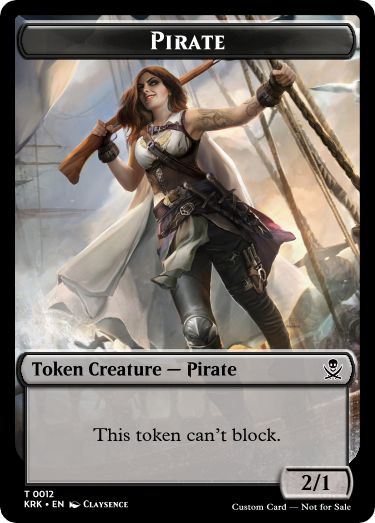 PIRATE
Token Creature — Pirate
This token can't block.
2/1
T 0012
KRK • EN CLAYSENCE
Custom Card — Not for Sale